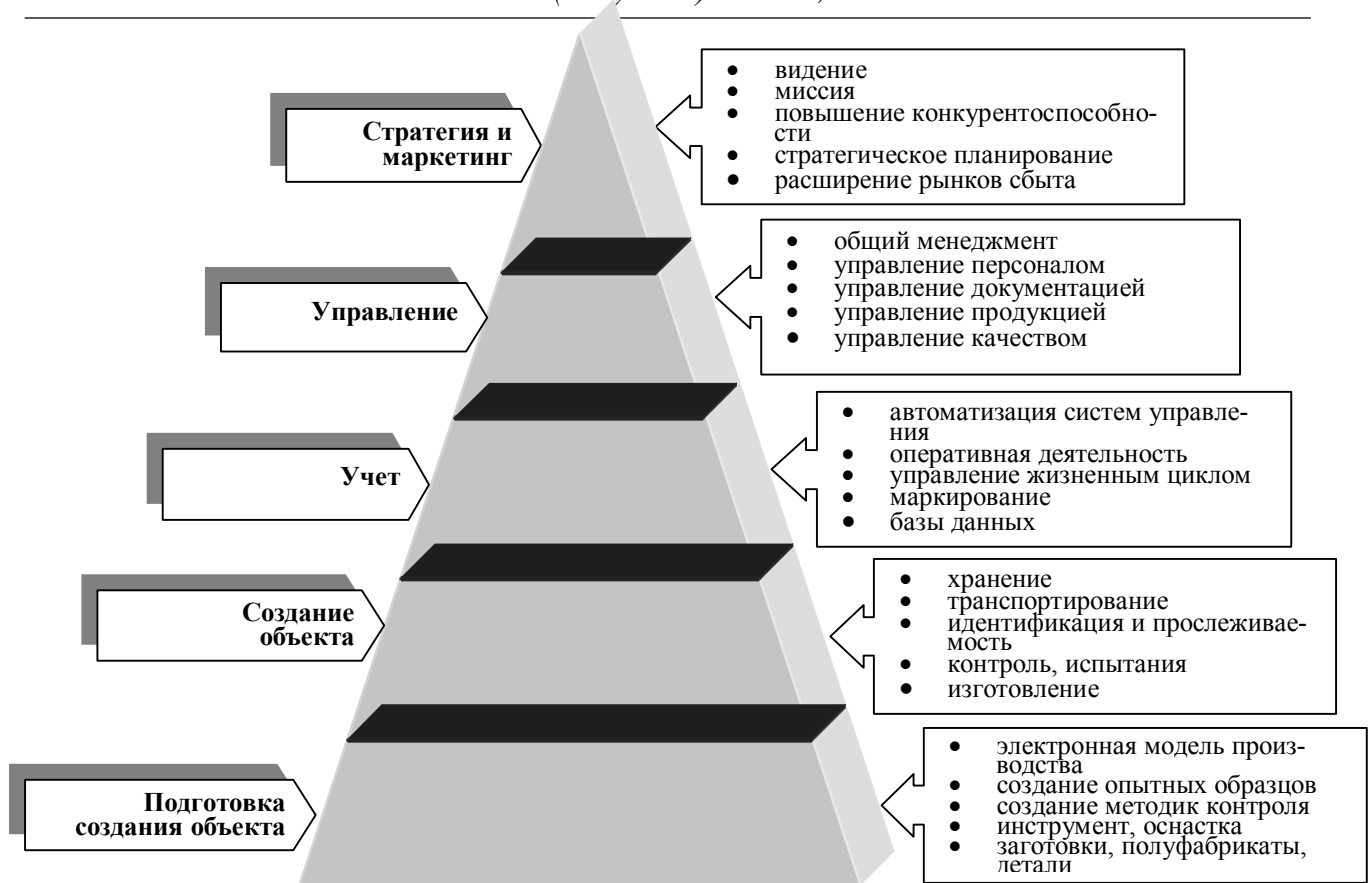 Стратегия и
маркетинг
• видение
• миссия
• повышение конкурентоспособно-
сти
• стратегическое планирование
• расширение рынков сбыта
Управление
• общий менеджмент
• управление персоналом
• управление документацией
• управление продукцией
• управление качеством
Учет
• автоматизация систем управле-
ния
• оперативная деятельность
• управление жизненным циклом
• маркирование
• базы данных
Создание
объекта
• хранение
• транспортирование
• идентификация и прослеживае-
мость
• контроль, испытания
• изготовление
Подготовка
создания объекта
• электронная модель произ-
водства
• создание опытных образцов
• создание методик контроля
• инструмент, оснастка
• заготовки, полуфабрикаты,
детали